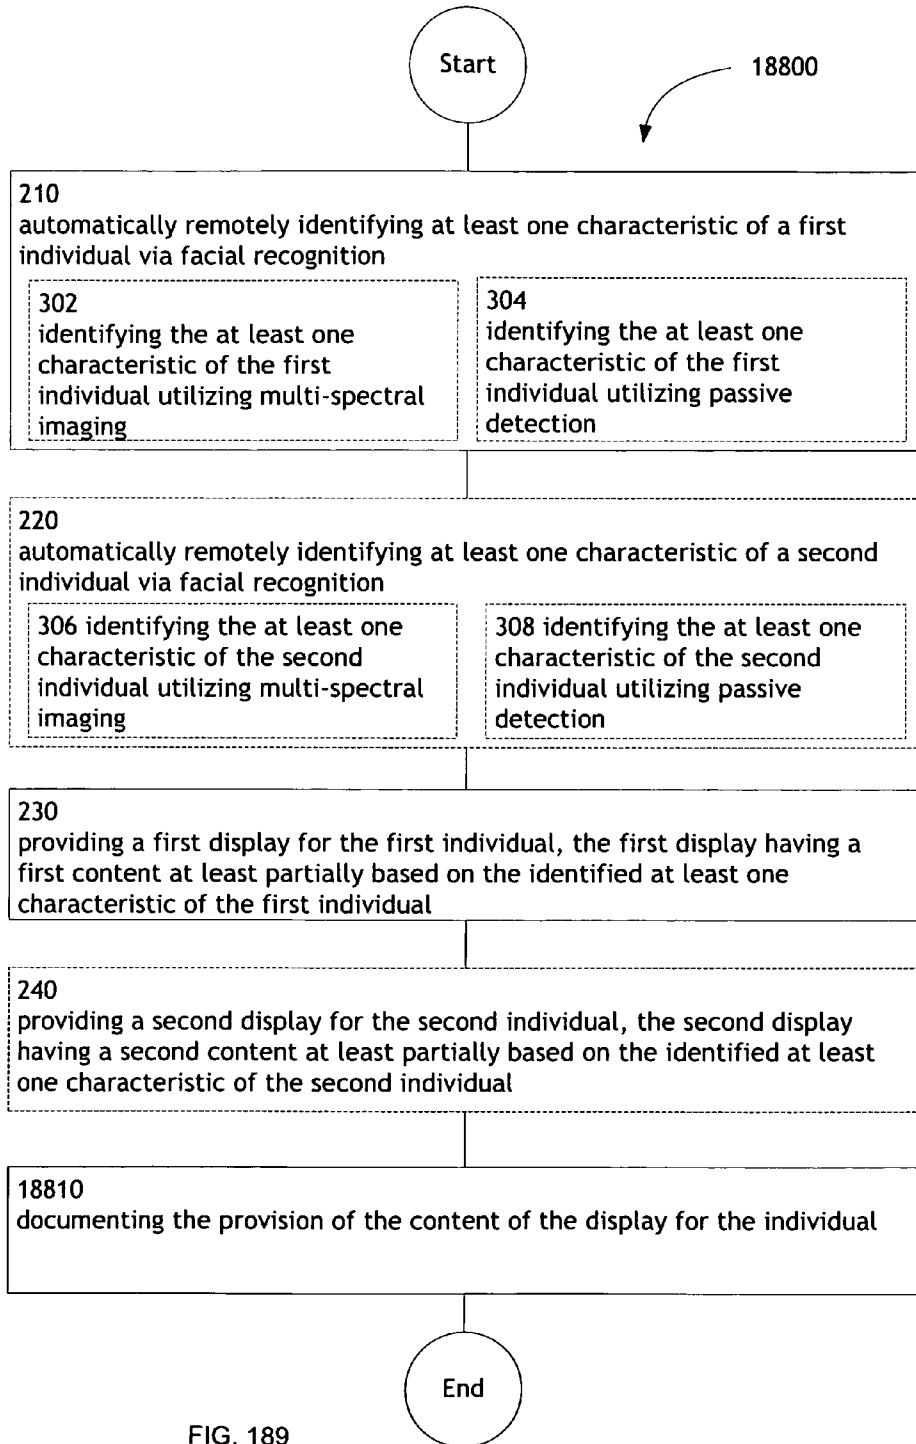 Start
18800
210
automatically remotely identifying at least one characteristic of a first
individual via facial recognition
302
identifying the at least one
characteristic of the first
individual utilizing multi-spectral
imaging
304
identifying the at least one
characteristic of the first
individual utilizing passive
detection
220
automatically remotely identifying at least one characteristic of a second
individual via facial recognition
306 identifying the at least one
characteristic of the second
individual utilizing multi-spectral
imaging
308 identifying the at least one
characteristic of the second
individual utilizing passive
detection
230
providing a first display for the first individual, the first display having a
first content at least partially based on the identified at least one
characteristic of the first individual
240
providing a second display for the second individual, the second display
having a second content at least partially based on the identified at least
one characteristic of the second individual
18810
documenting the provision of the content of the display for the individual
End
FIG. 189